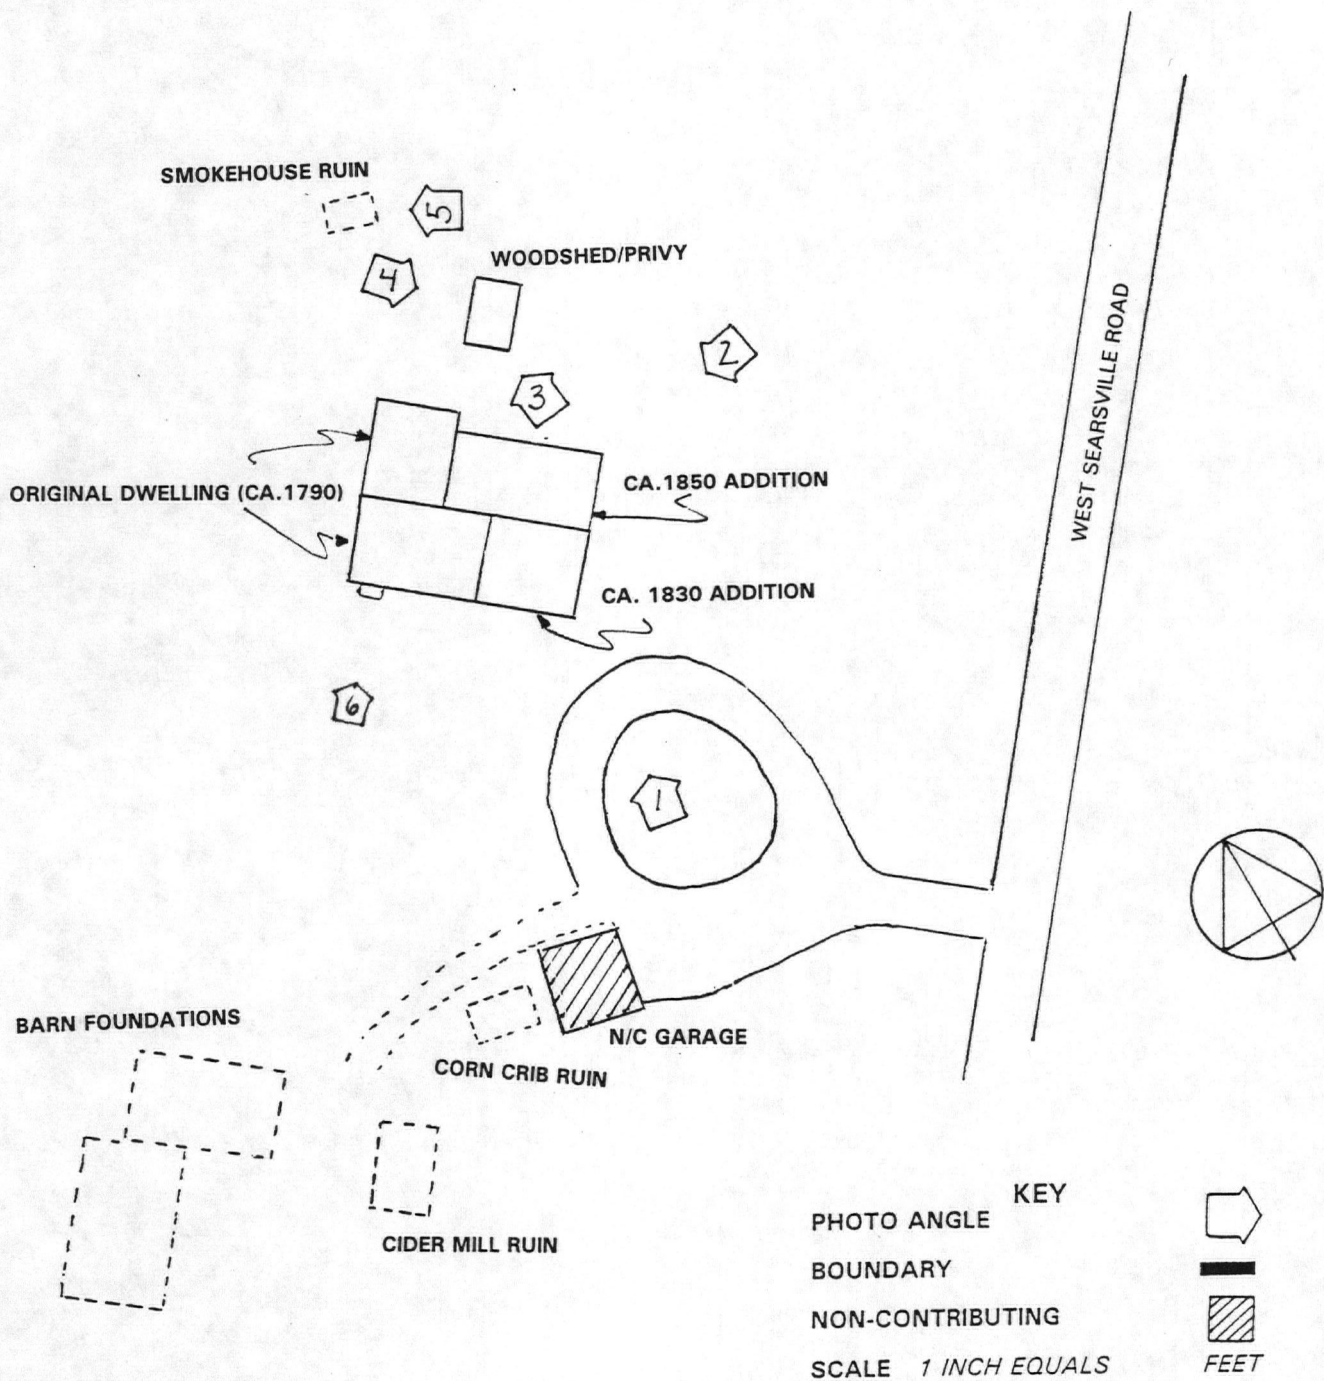 SMOKEHOUSE RUIN
5
WOODSHED/PRIVY
4
2
3
WEST SEARSVILLE ROAD
ORIGINAL DWELLING (CA.1790)
CA.1850 ADDITION
CA. 1830 ADDITION
6
1
BARN FOUNDATIONS
N/C GARAGE
CORN CRIB RUIN
CIDER MILL RUIN
KEY
PHOTO ANGLE
BOUNDARY
NON-CONTRIBUTING
SCALE 1 INCH EQUALS FEET